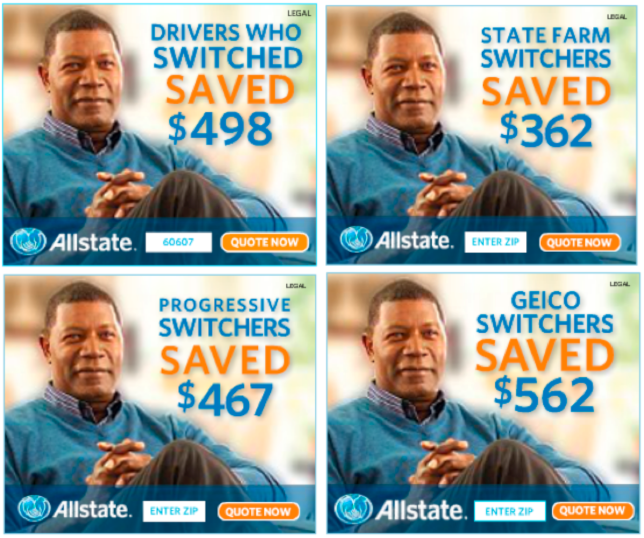 LEGAL
DRIVERS WHO
SWITCHED
SAVED
$498
Allstate.
60607
QUOTE NOW
LEGAL
STATE FARM
SWITCHERS
SAVED
$362
Allstate.
ENTER ZIP
QUOTE NOW
LEGAL
PROGRESSIVE
SWITCHERS
SAVED
$467
Allstate.
ENTER ZIP
QUOTE NOW
LEGAL
GEICO
SWITCHERS
SAVED
$562
Allstate.
ENTER ZIP
QUOTE NOW